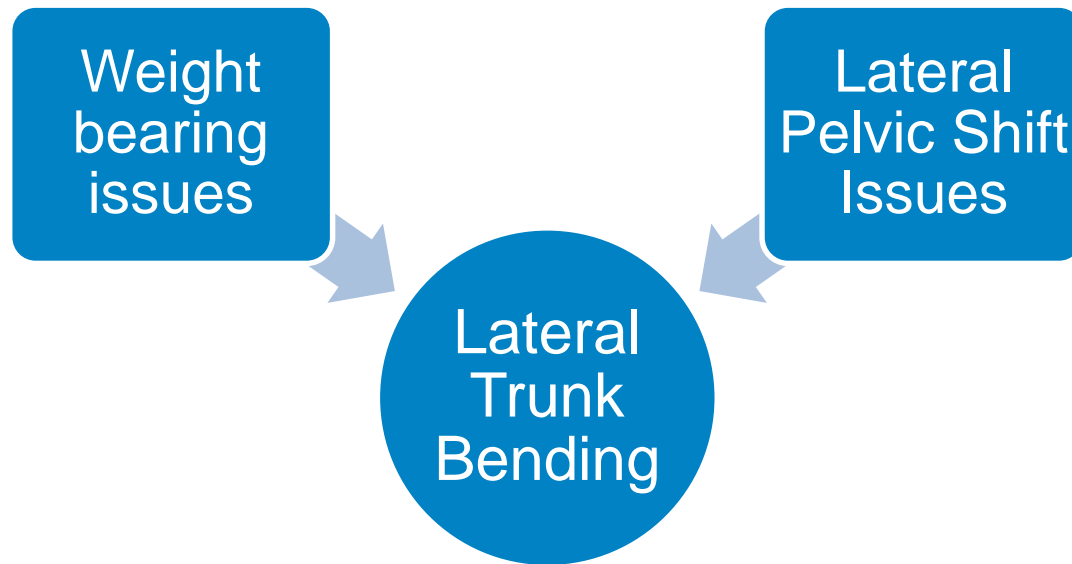 Weight
bearing
issues
Lateral
Pelvic Shift
Issues
Lateral
Trunk
Bending